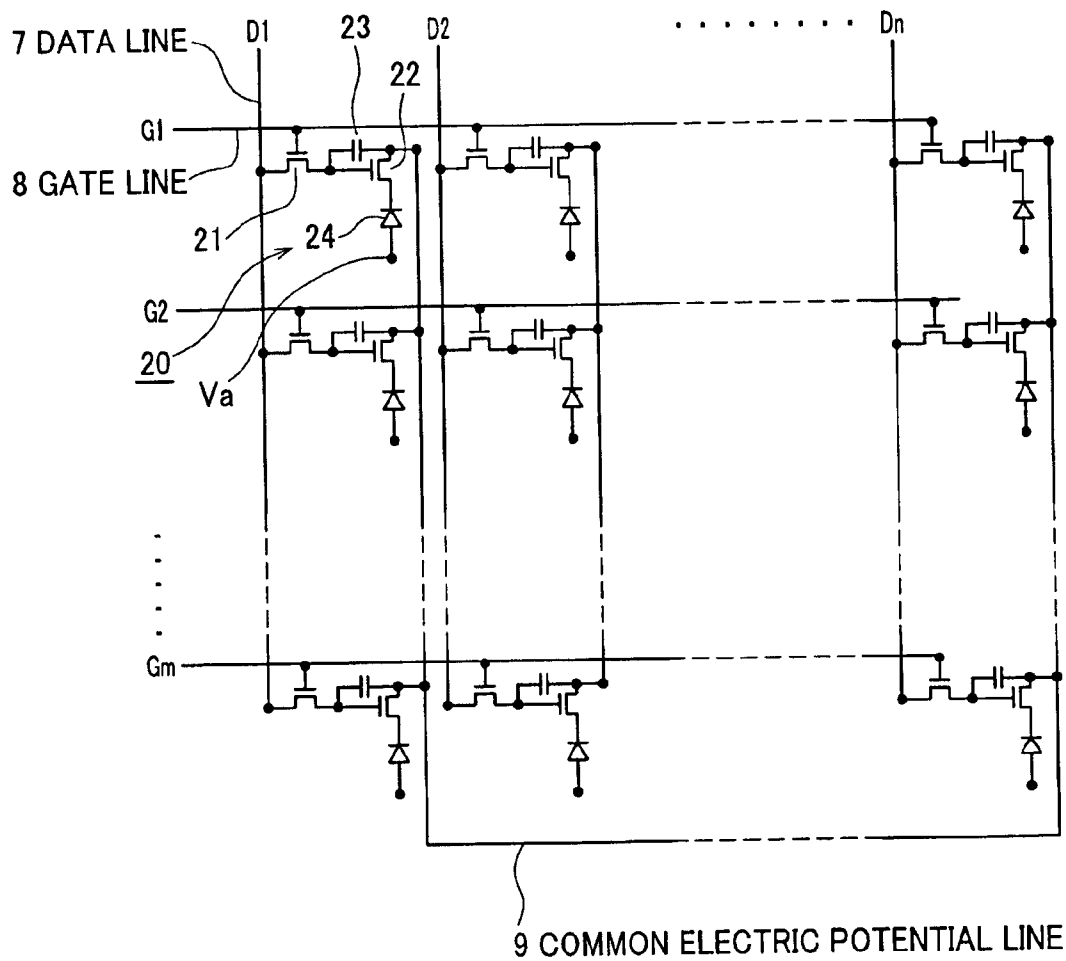 D1 23 D2 Dn
7 DATA LINE
22
G1
8 GATE LINE
21 24
G2
20
Va
Gm
9 COMMON ELECTRIC POTENTIAL LINE